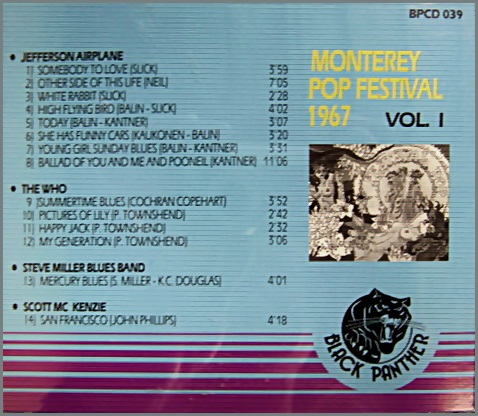 BPCD 039
• JEFFERSON AIRPLANE
1) SOMEBODY TO LOVE (SLICK) 3'59
2) OTHER SIDE OF THIS LIFE (NEIL) 7'05
3) WHITE RABBIT (SLICK) 2'28
4) HIGH FLYING BIRD (BALIN - SLICK) 4'02
5) TODAY (BALIN - KANTNER) 3'07
6) SHE HAS FUNNY CARS (KAUKONEN - BALIN) 3'20
7) YOUNG GIRL SUNDAY BLUES (BALIN - KANTNER) 3'31
8) BALLAD OF YOU AND ME AND POONEIL (KANTNER) 11'06
• THE WHO
9 )SUMMERTIME BLUES (COCHRAN COPEHART) 3'52
10) PICTURES OF LILY (P. TOWNSHEND) 2'42
11) HAPPY JACK (P. TOWNSHEND) 2'32
12) MY GENERATION (P. TOWNSHEND) 3'06
• STEVE MILLER BLUES BAND
13) MERCURY BLUES (S. MILLER - K.C. DOUGLAS) 4'01
• SCOTT MC KENZIE
14) SAN FRANCISCO (JOHN PHILLIPS) 4'18
MONTEREY
POP FESTIVAL
1967 VOL. I
BLACK PANTHER